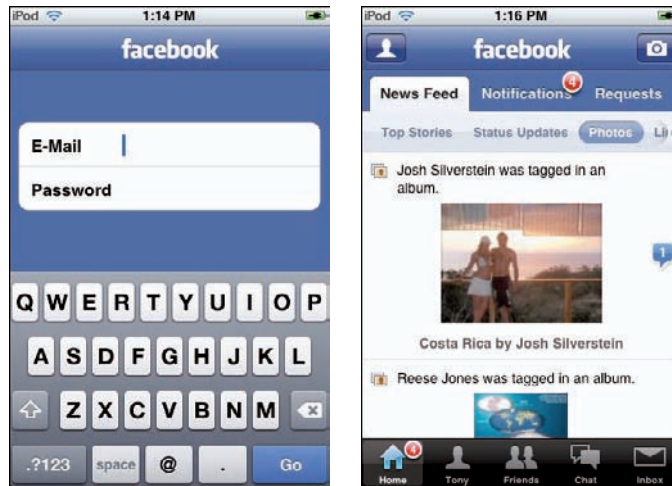 iPod 1:14 PM
facebook
E-Mail
Password
Q W E R T Y U I O P
A S D F G H J K L
Z X C V B N M
.?123 space @ . Go
iPod 1:16 PM
facebook
News Feed Notifications 4 Requests
Top Stories Status Updates Photos
Josh Silverstein was tagged in an
album.
1
Costa Rica by Josh Silverstein
Reese Jones was tagged in an album.
4
Home Tony Friends Chat Inbox